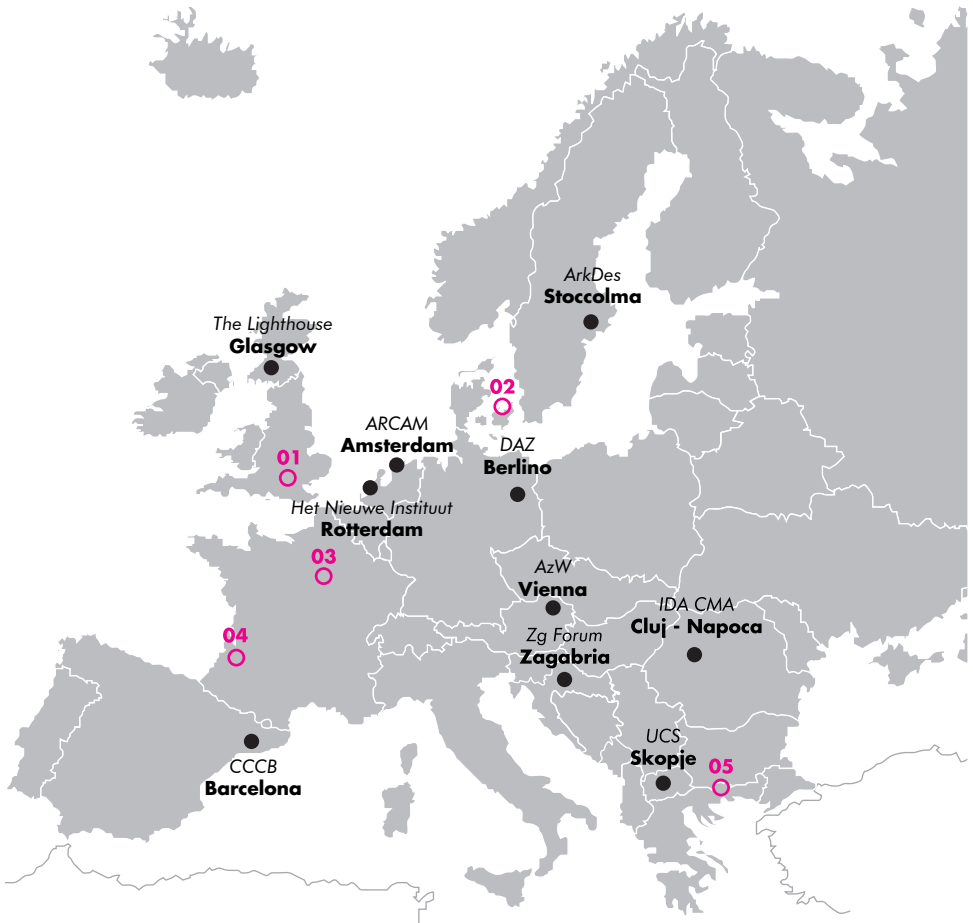 ArkDes
Stoccolma
The Lighthouse
Glasgow
02
ARCAM
Amsterdam
DAZ
Berlino
01
Het Nieuwe Instituut
Rotterdam
03
AzW
Vienna
IDA CMA
Cluj - Napoca
04
Zg Forum
Zagabria
UCS
Skopje
05
CCCB
Barcelona